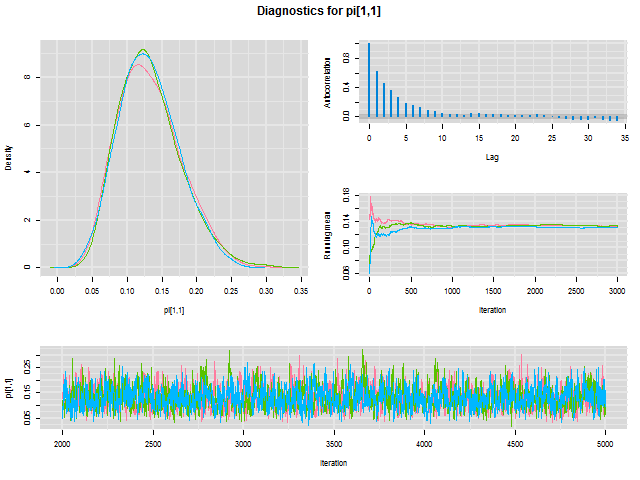 Diagnostics for pi[1,1]
Density
0 2 4 6 8
0.00 0.05 0.10 0.15 0.20 0.25 0.30 0.35
pi[1,1]
Autocorrelation
0.0 0.4 0.8
0 5 10 15 20 25 30 35
Lag
Running mean
0.06 0.10 0.14 0.18
0 500 1000 1500 2000 2500 3000
Iteration
pi[1,1]
0.05 0.15 0.25
2000 2500 3000 3500 4000 4500 5000
Iteration